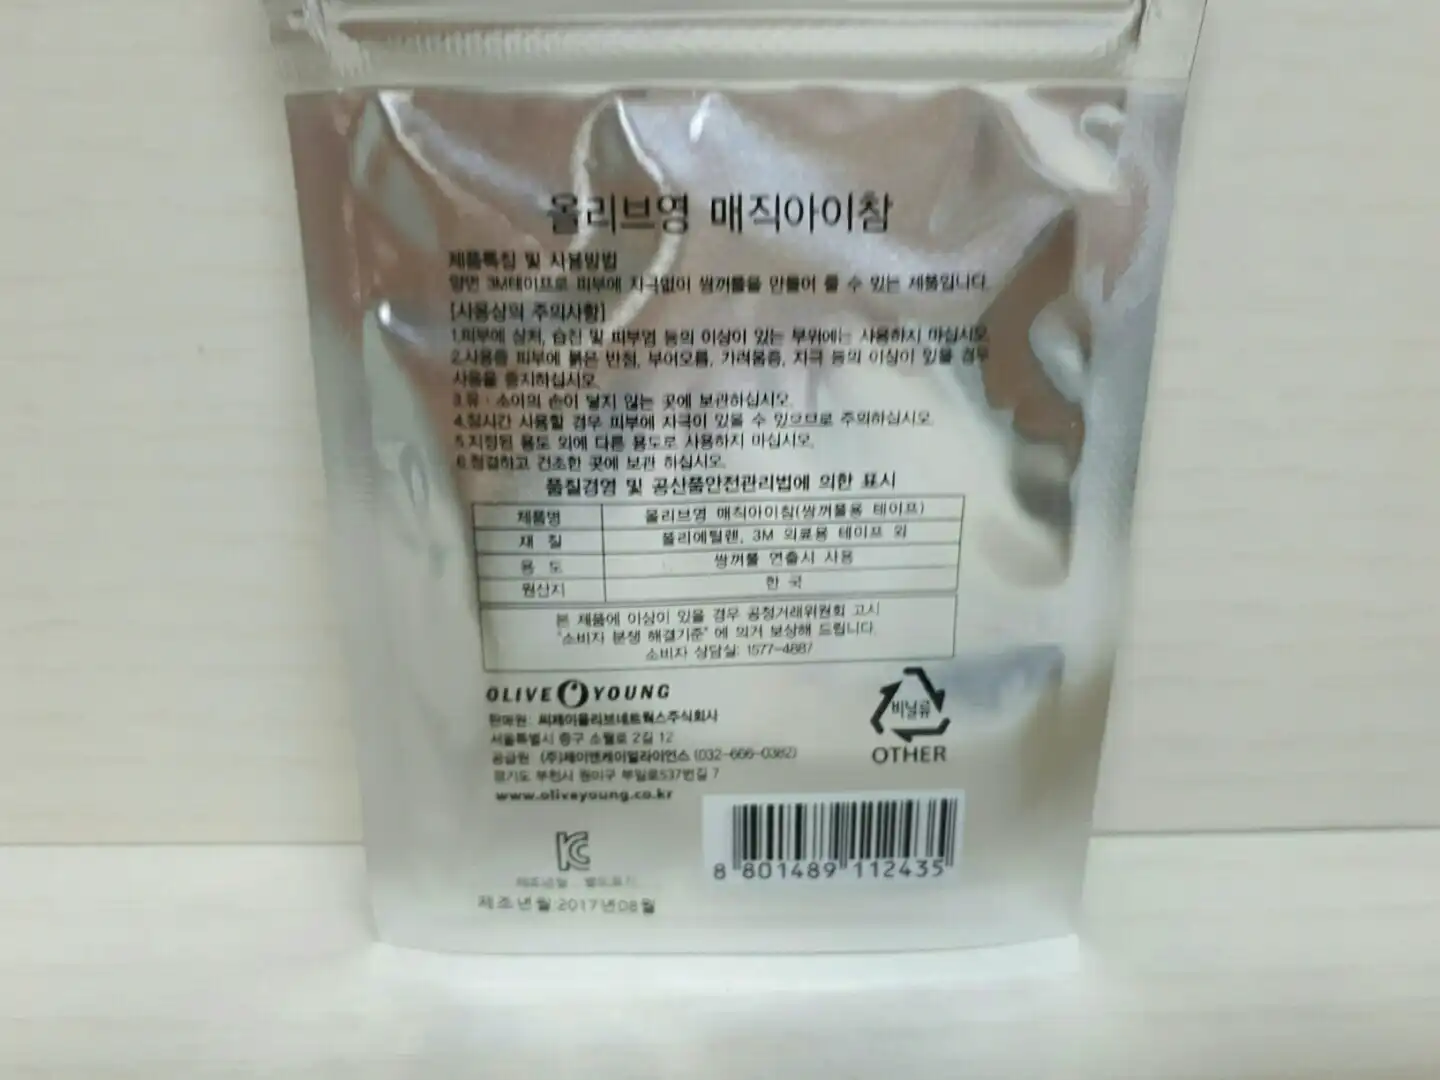 올리브영 매직아이참
제품특징 및 사용방법
양면 3M테이프로 피부에 자극없이 쌍꺼풀을 만들어 줄 수 있는 제품입니다.
[사용상의 주의사항]
1.피부에 상처, 습진 및 피부염 등의 이상이 있는 부위에는 사용하지 마십시오.
2.사용중 피부에 붉은 반점, 부어오름, 가려움증, 자극 등의 이상이 있을 경우
사용을 중지하십시오.
3.유·소아의 손이 닿지 않는 곳에 보관하십시오.
4.장시간 사용할 경우 피부에 자극이 있을 수 있으므로 주의하십시오.
5.지정된 용도 외에 다른 용도로 사용하지 마십시오.
6.청결하고 건조한 곳에 보관 하십시오.
품질경영 및 공산품안전관리법에 의한 표시
제품명 올리브영 매직아이참(쌍꺼풀용 테이프)
재 질 폴리에틸렌, 3M 의료용 테이프 외
용 도 쌍꺼풀 연출시 사용
원산지 한 국
본 제품에 이상이 있을 경우 공정거래위원회 고시
"소비자 분쟁 해결기준" 에 의거 보상해 드립니다.
소비자 상담실: 1577-4887
OLIVE YOUNG
판매원: 씨제이올리브네트웍스주식회사
서울특별시 중구 소월로 2길 12
공급원 (주)제이앤케이얼라이언스 (032-666-0382)
경기도 부천시 원미구 부일로537번길 7
www.oliveyoung.co.kr
비닐류
OTHER
KC
제조년월 : 별도표기
제조년월:2017년08월
8 801489 112435